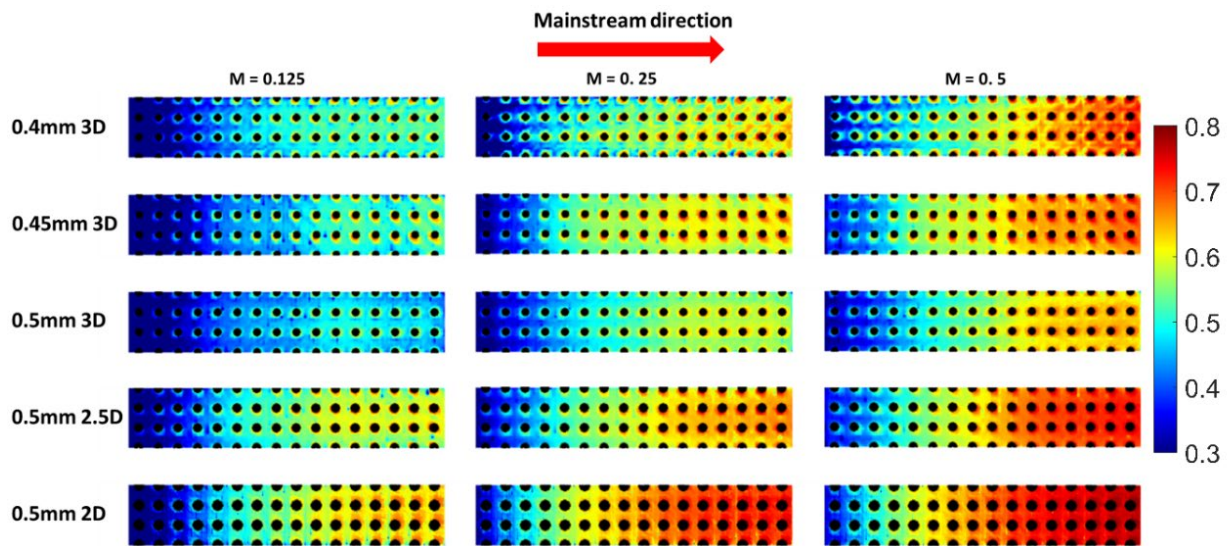 Mainstream direction
M = 0.125
M = 0. 25
M = 0. 5
0.4mm 3D
0.45mm 3D
0.5mm 3D
0.5mm 2.5D
0.5mm 2D
0.8
0.7
0.6
0.5
0.4
0.3